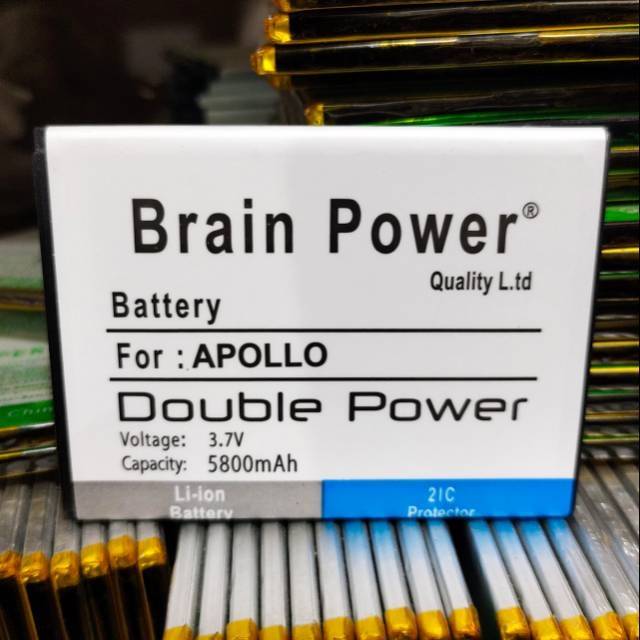 Brain Power®
Quality L.td
Battery
For : APOLLO
Double Power
Voltage: 3.7V
Capacity: 5800mAh
Li-ion
Battery
2IC
Protector